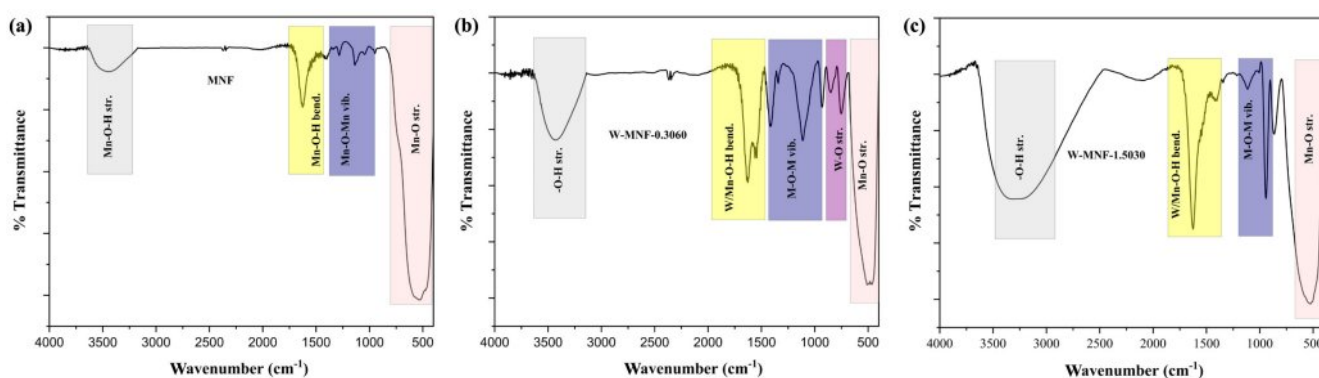 (a)
MNF
Mn-O-H str.
Mn-O-H bend.
Mn-O-Mn vib.
Mn-O str.
% Transmittance
4000 3500 3000 2500 2000 1500 1000 500
Wavenumber (cm⁻¹)
(b)
W-MNF-0.3060
-O-H str.
W/Mn-O-H bend.
M-O-M vib.
W-O str.
Mn-O str.
% Transmittance
4000 3500 3000 2500 2000 1500 1000 500
Wavenumber (cm⁻¹)
(c)
W-MNF-1.5030
-O-H str.
W/Mn-O-H bend.
M-O-M vib.
Mn-O str.
% Transmittance
4000 3500 3000 2500 2000 1500 1000 500
Wavenumber (cm⁻¹)